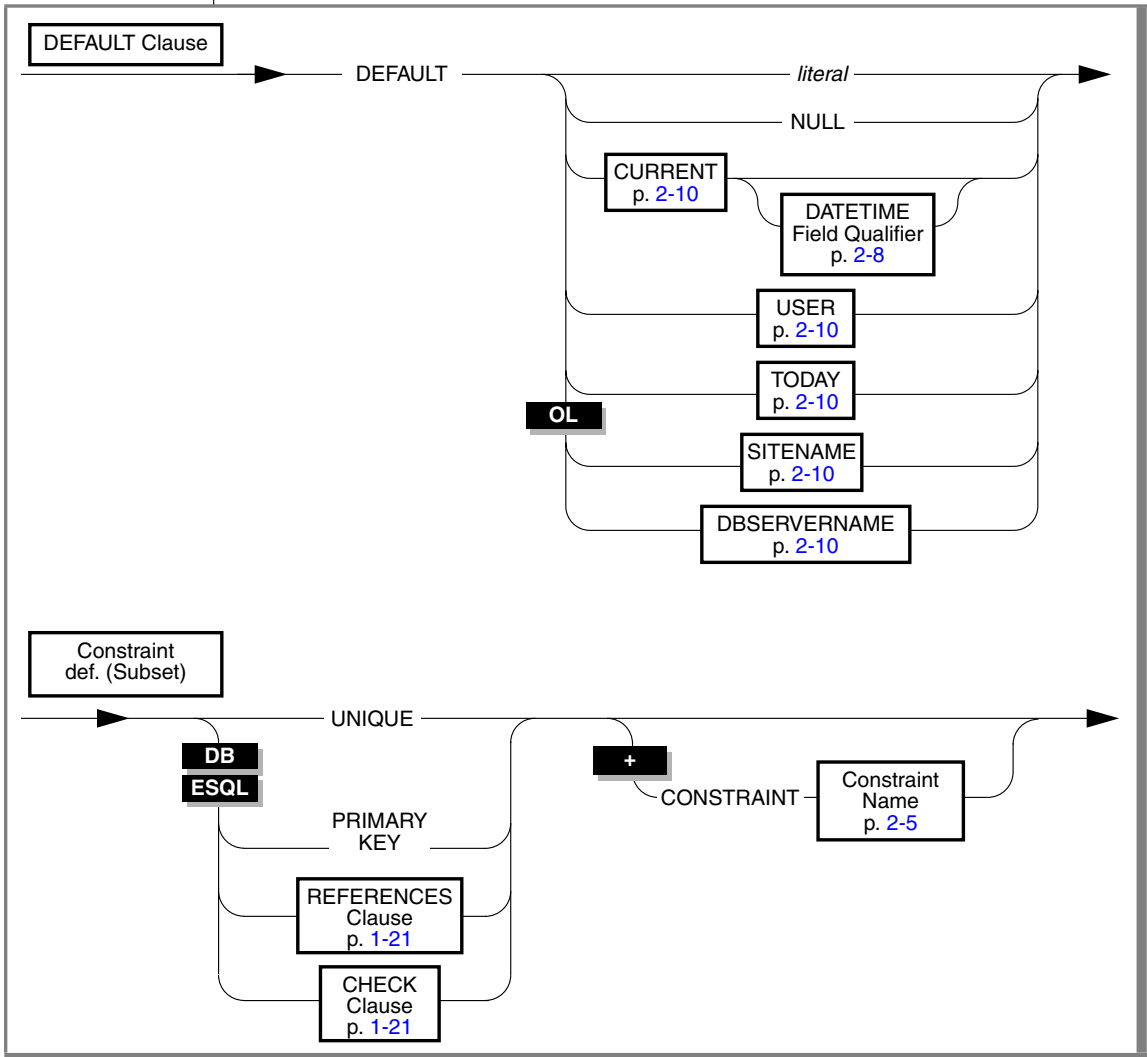 DEFAULT Clause
DEFAULT
literal
NULL
CURRENT
p. 2-10
DATETIME
Field Qualifier
p. 2-8
USER
p. 2-10
TODAY
p. 2-10
OL
SITENAME
p. 2-10
DBSERVERNAME
p. 2-10
Constraint
def. (Subset)
UNIQUE
DB
ESQL
+
CONSTRAINT
Constraint
Name
p. 2-5
PRIMARY
KEY
REFERENCES
Clause
p. 1-21
CHECK
Clause
p. 1-21